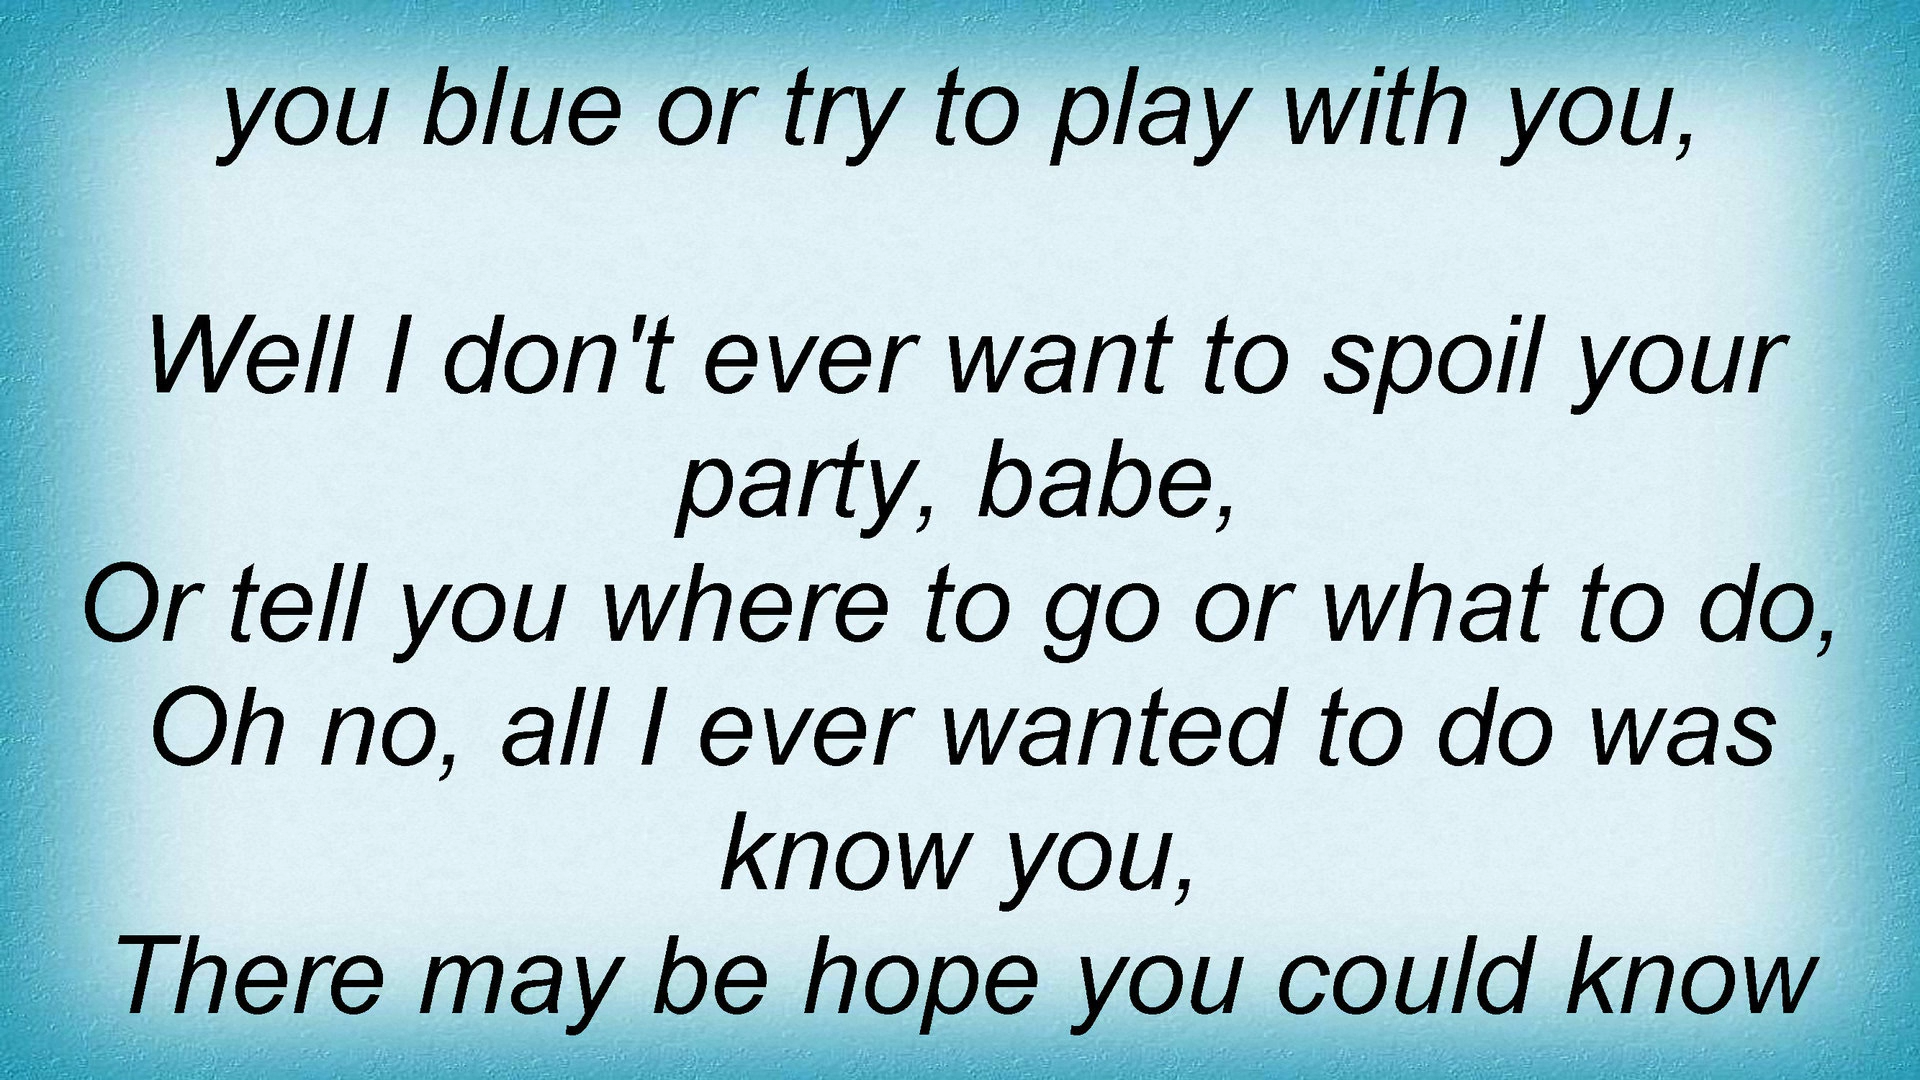 you blue or try to play with you,
Well I don't ever want to spoil your
party, babe,
Or tell you where to go or what to do,
Oh no, all I ever wanted to do was
know you,
There may be hope you could know